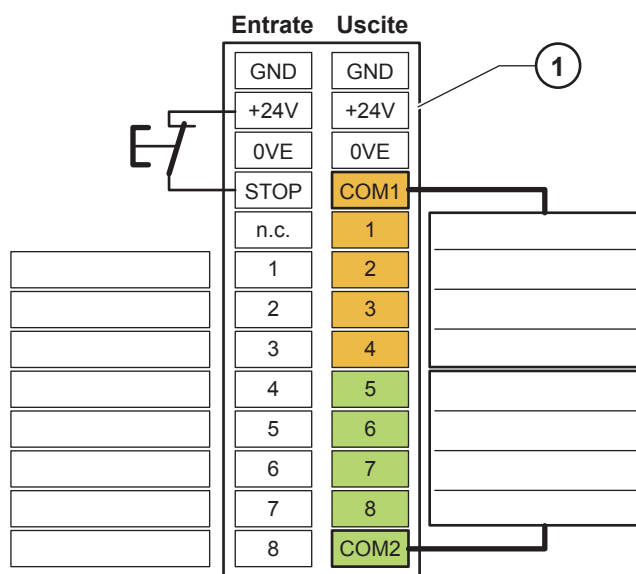 Entrate Uscite
1
GND GND
+24V +24V
0VE 0VE
STOP COM1
n.c. 1
1 2
2 3
3 4
4 5
5 6
6 7
7 8
8 COM2